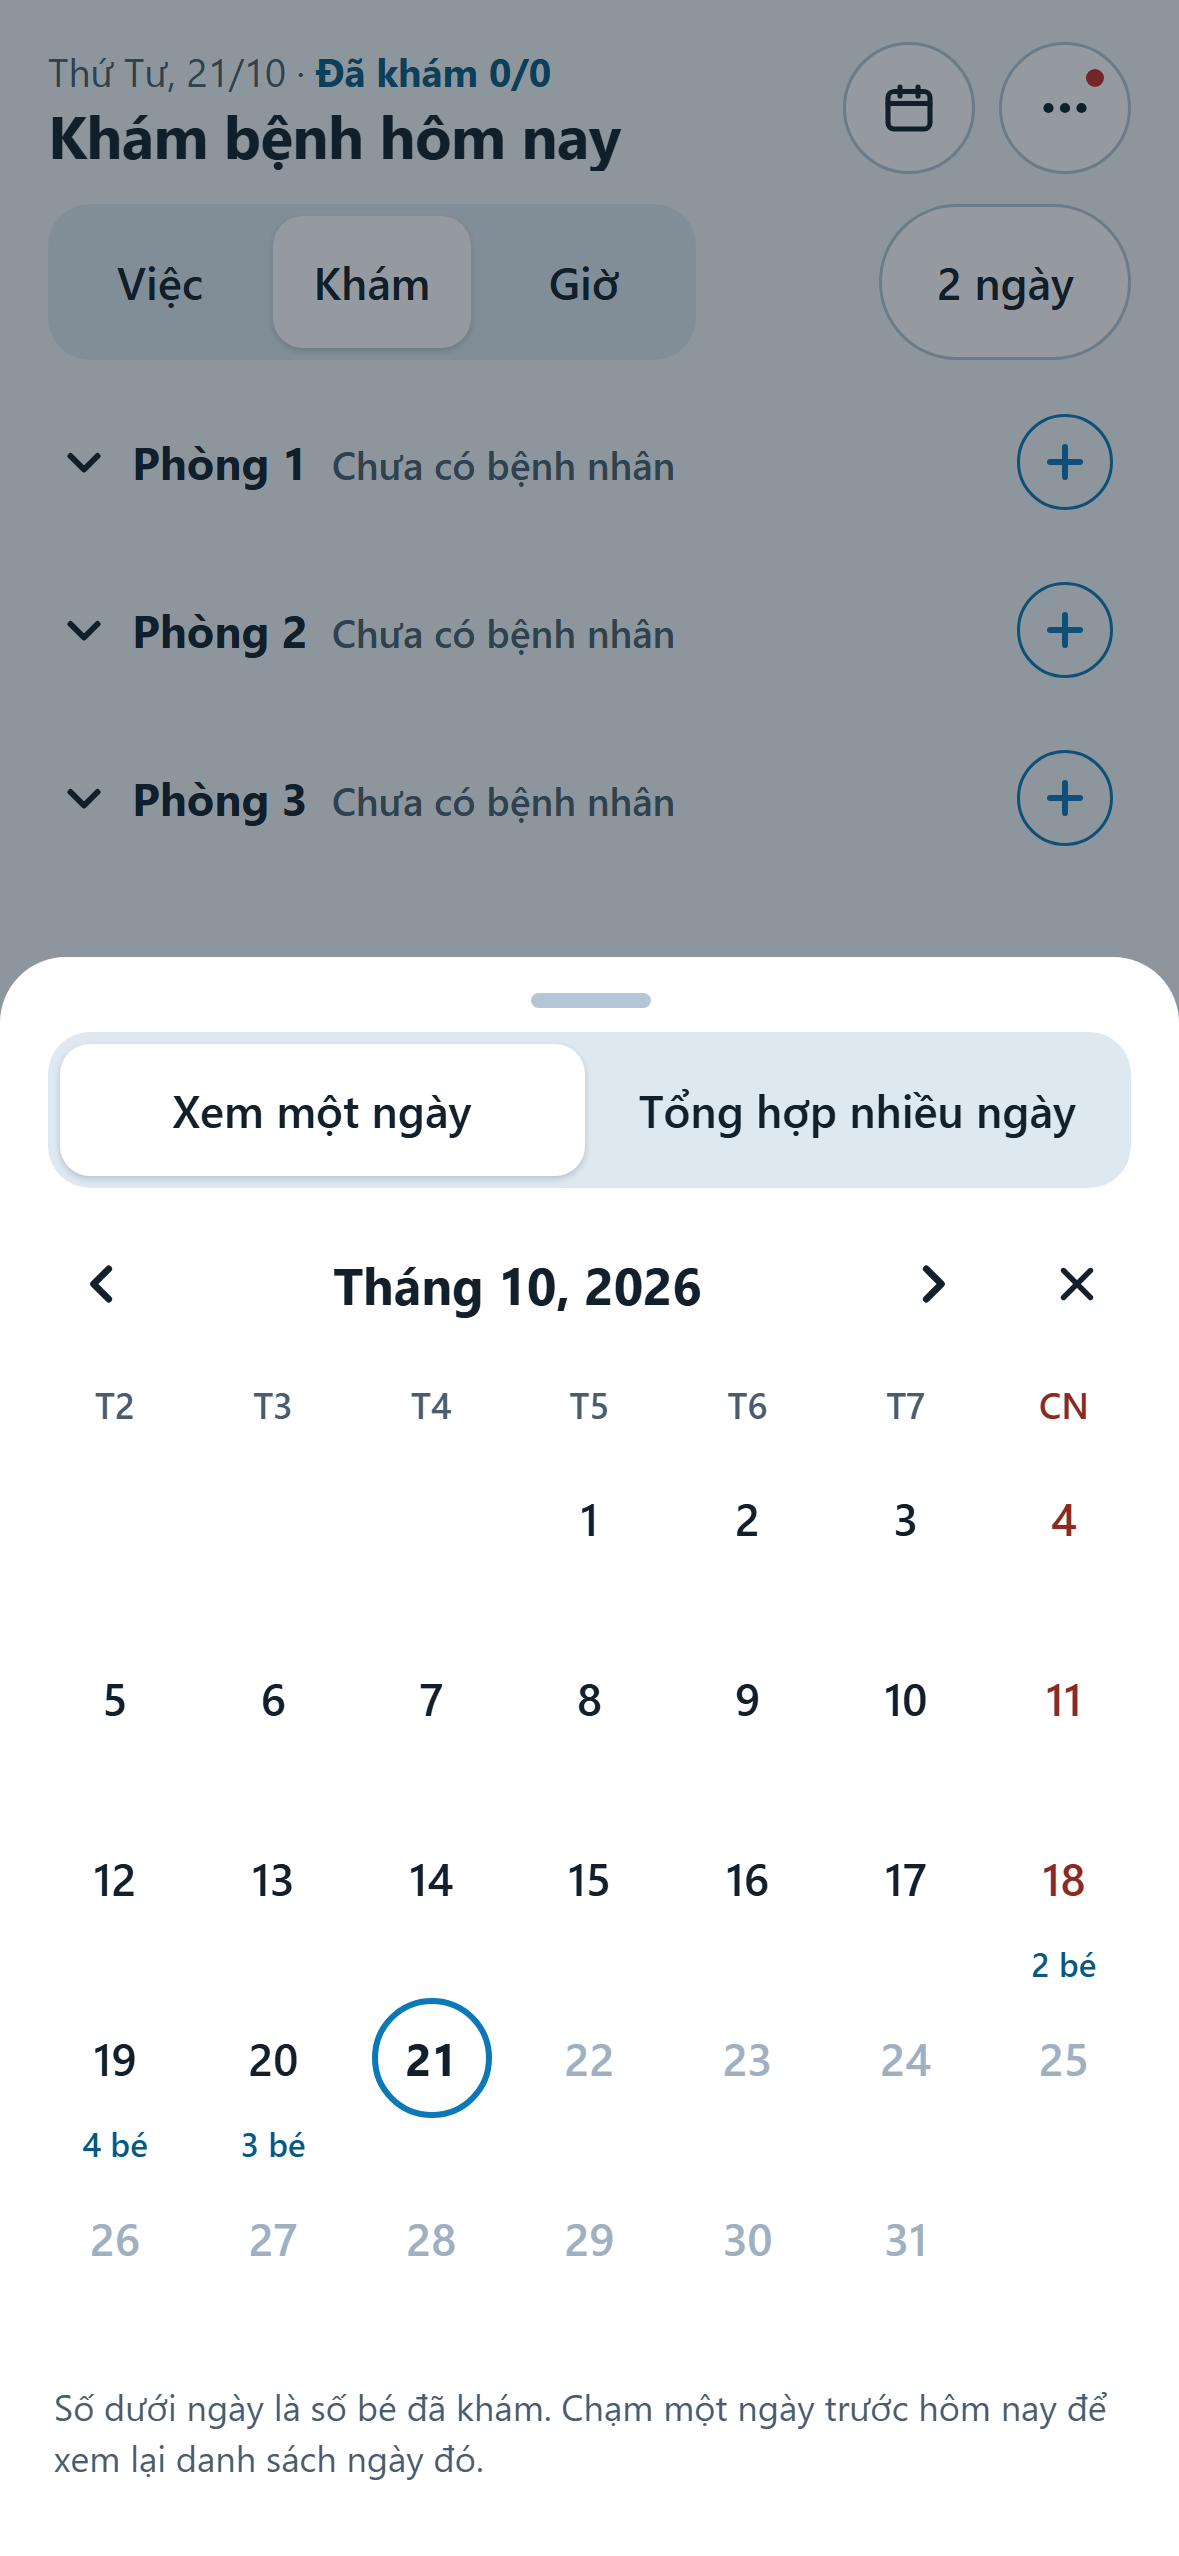 Thứ Tư, 21/10 · Đã khám 0/0
Khám bệnh hôm nay
Việc Khám Giờ 2 ngày
Phòng 1 Chưa có bệnh nhân
Phòng 2 Chưa có bệnh nhân
Phòng 3 Chưa có bệnh nhân
Xem một ngày Tổng hợp nhiều ngày
Tháng 10, 2026
T2 T3 T4 T5 T6 T7 CN
1 2 3 4
5 6 7 8 9 10 11
12 13 14 15 16 17 18
2 bé
19 20 21 22 23 24 25
4 bé 3 bé
26 27 28 29 30 31
Số dưới ngày là số bé đã khám. Chạm một ngày trước hôm nay để
xem lại danh sách ngày đó.